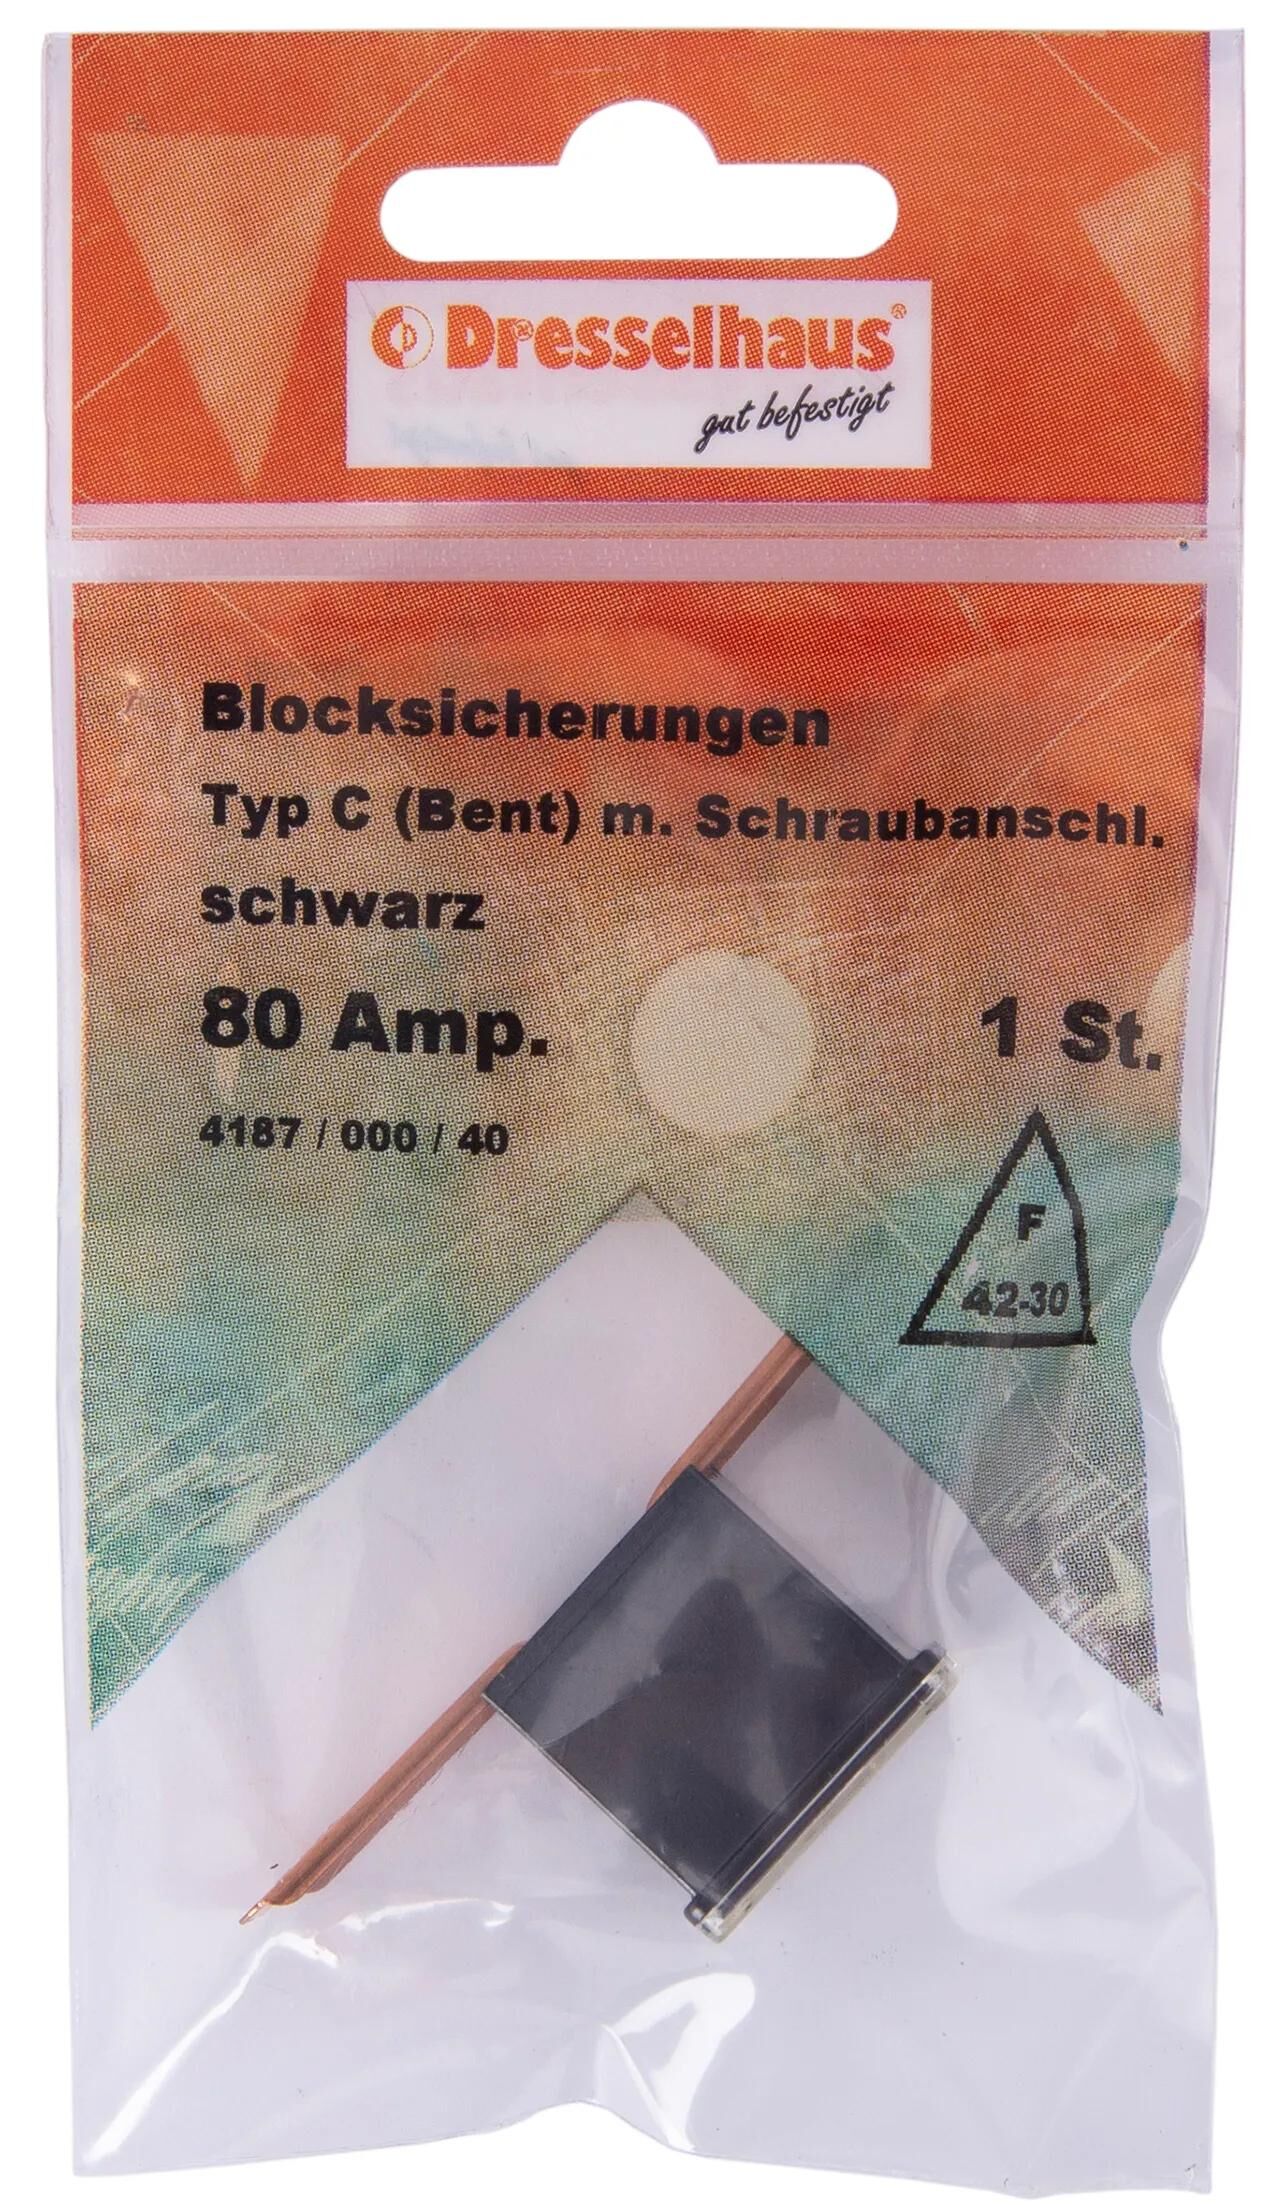 Dresselhaus®
gut befestigt
Blocksicherungen
Typ C (Bent) m. Schraubanschl.
schwarz
80 Amp. 1 St.
4187 / 000 / 40
F
42-30